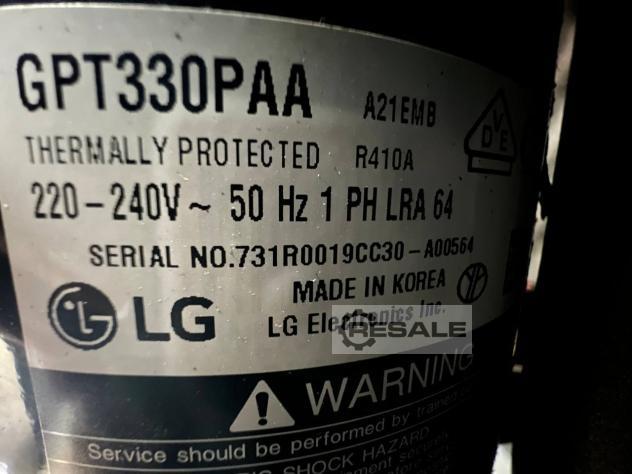 GPT330PAA A21EMB
VDE
THERMALLY PROTECTED R410A
220-240V ~ 50 Hz 1 PH LRA 64
SERIAL NO.731R0019CC30-A00564
MADE IN KOREA
LG LG Electronics Inc.
RESALE
WARNING
Service should be performed by trained
SHOCK HAZARD